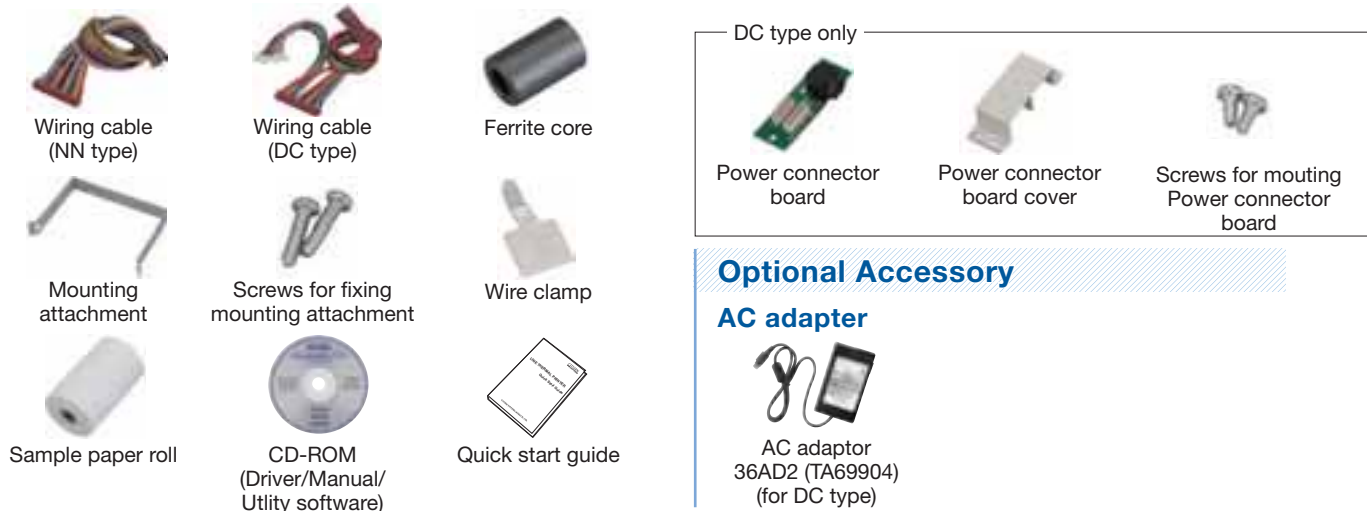 Wiring cable
(NN type)
Wiring cable
(DC type)
Ferrite core
Mounting
attachment
Screws for fixing
mounting attachment
Wire clamp
Sample paper roll
CD-ROM
(Driver/Manual/
Utlity software)
Quick start guide
DC type only
Power connector
board
Power connector
board cover
Screws for mouting
Power connector
board
Optional Accessory
AC adapter
AC adaptor
36AD2 (TA69904)
(for DC type)